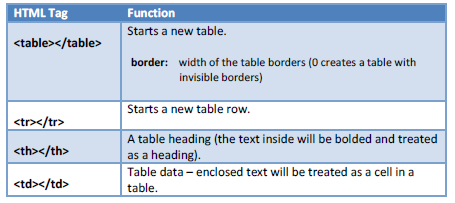 HTML Tag Function
<table></table> Starts a new table.
border: width of the table borders (0 creates a table with
invisible borders)
<tr></tr> Starts a new table row.
<th></th> A table heading (the text inside will be bolded and treated
as a heading).
<td></td> Table data – enclosed text will be treated as a cell in a
table.